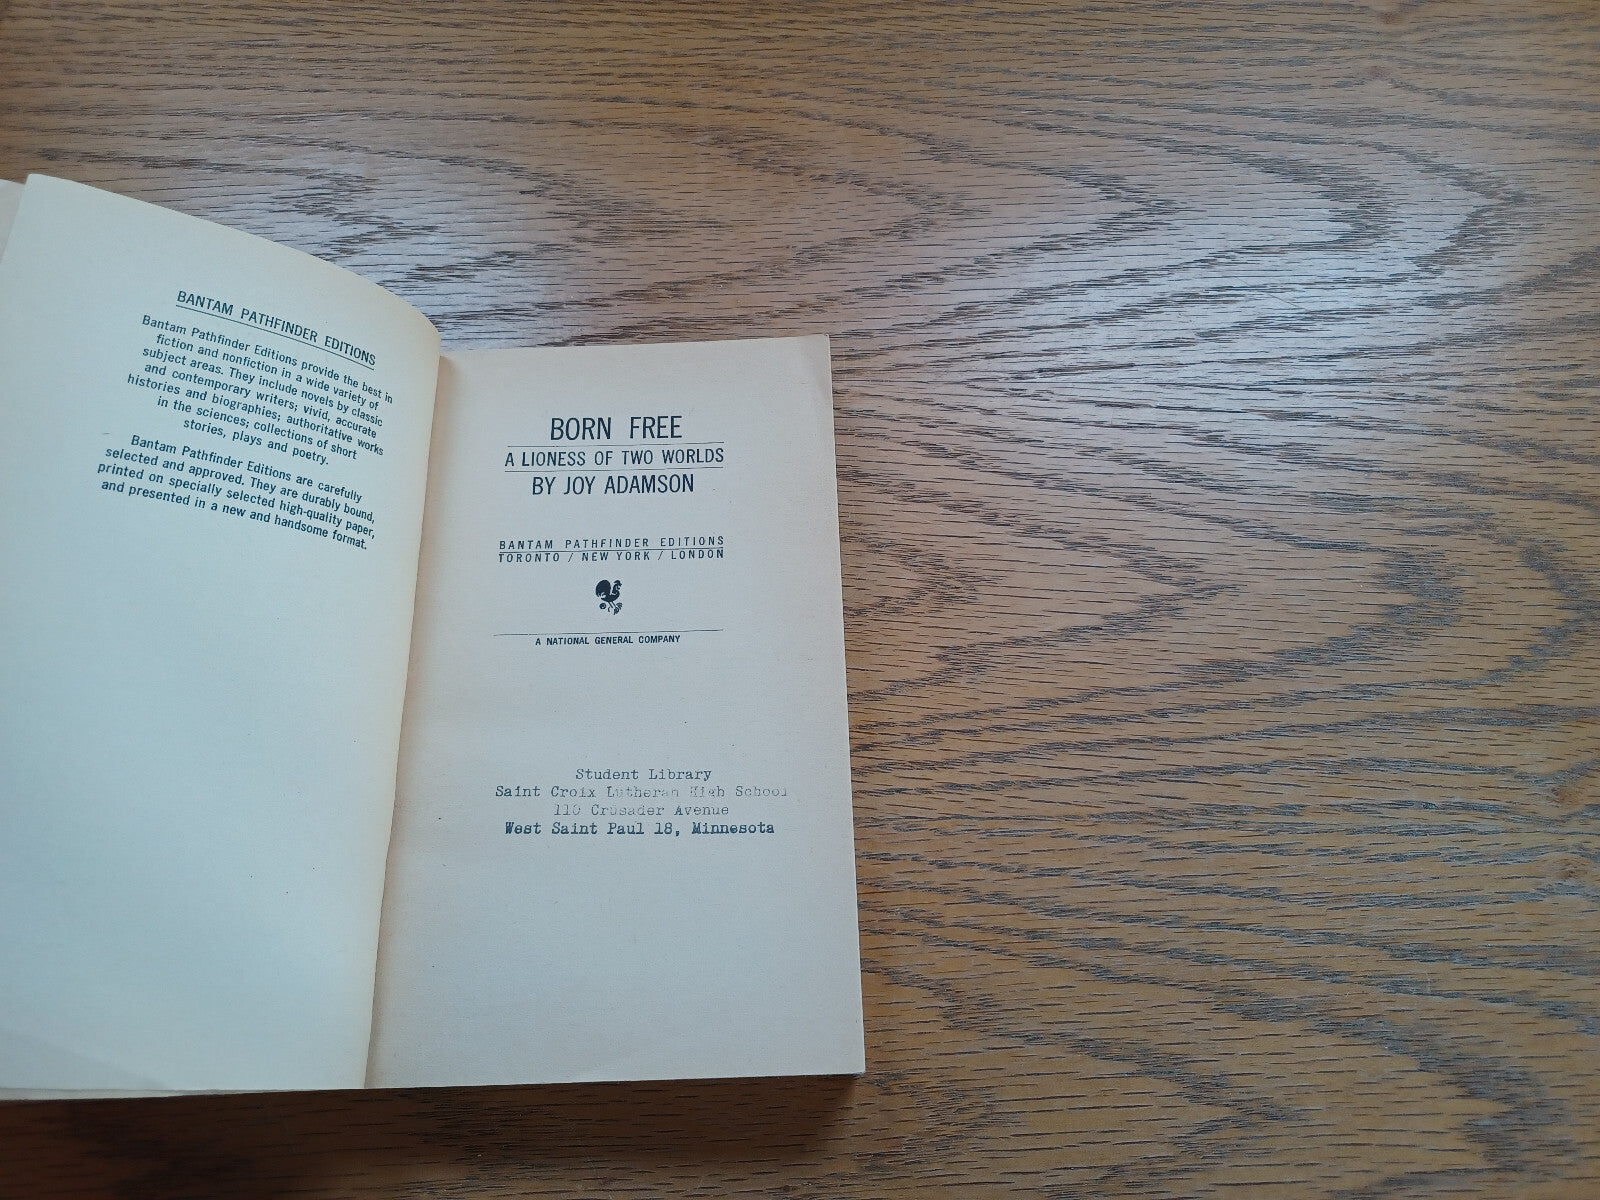 BANTAM PATHFINDER EDITIONS
Bantam Pathfinder Editions provide the best in
fiction and nonfiction in a wide variety of
subject areas. They include novels by classic
and contemporary writers; vivid, accurate
histories and biographies; authoritative works
in the sciences; collections of short
stories, plays and poetry.
Bantam Pathfinder Editions are carefully
selected and approved. They are durably bound,
printed on specially selected high-quality paper,
and presented in a new and handsome format.
BORN FREE
A LIONESS OF TWO WORLDS
BY JOY ADAMSON
BANTAM PATHFINDER EDITIONS
TORONTO / NEW YORK / LONDON
A NATIONAL GENERAL COMPANY
Student Library
Saint Croix Lutheran High School
110 Crusader Avenue
West Saint Paul 18, Minnesota